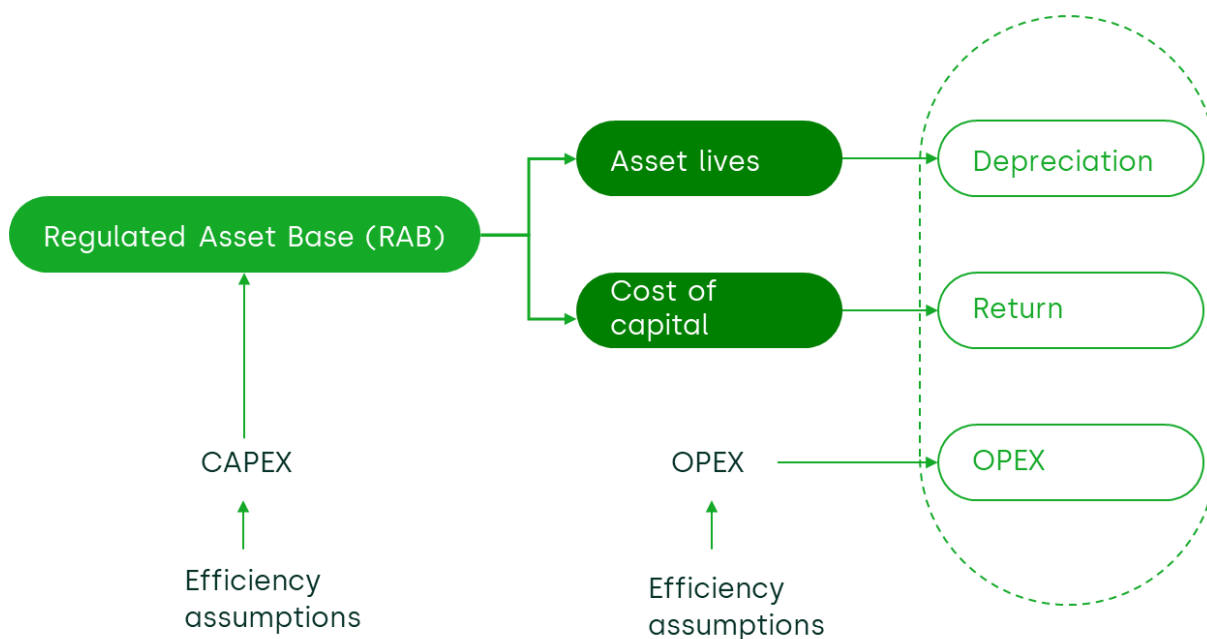 Asset lives
Depreciation
Regulated Asset Base (RAB)
Cost of
capital
Return
CAPEX
OPEX
OPEX
Efficiency
assumptions
Efficiency
assumptions